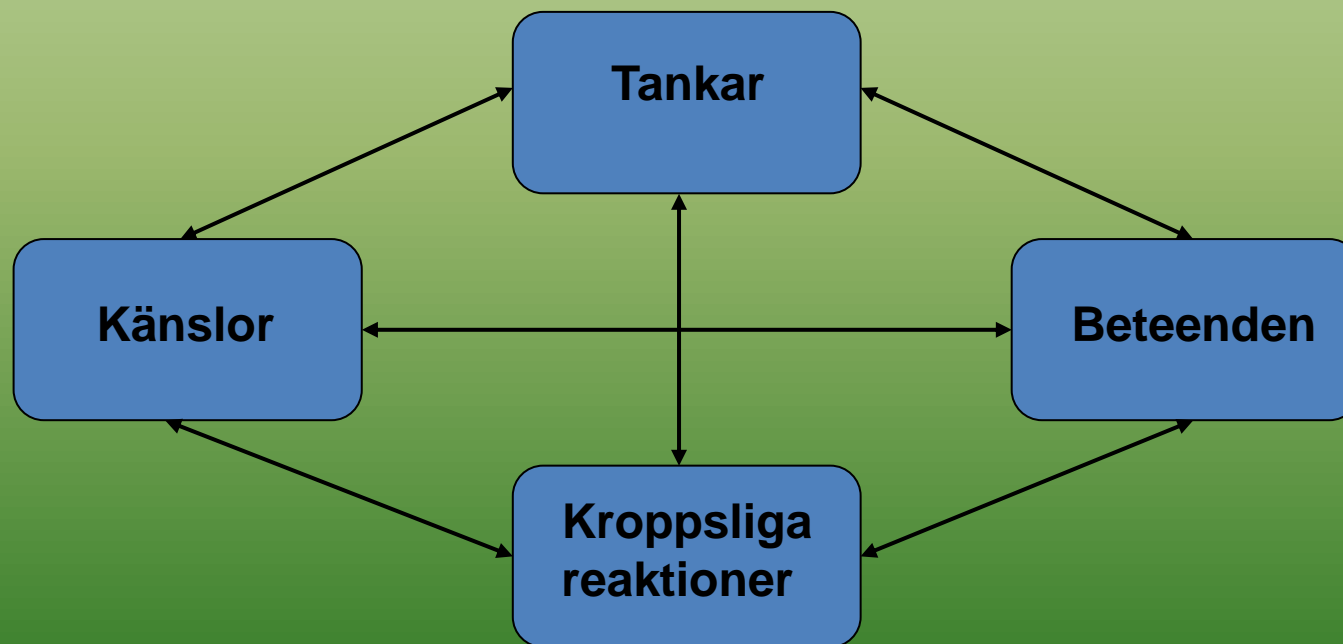 Tankar
Känslor
Beteenden
Kroppsliga
reaktioner